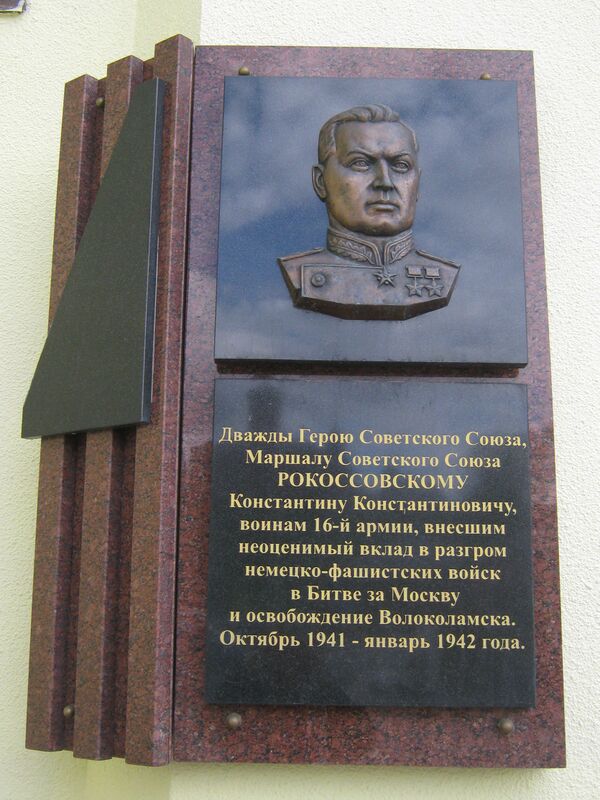 Дважды Герою Советского Союза,
Маршалу Советского Союза
РОКОССОВСКОМУ
Константину Константиновичу,
воинам 16-й армии, внесшим
неоценимый вклад в разгром
немецко-фашистских войск
в Битве за Москву
и освобождение Волоколамска.
Октябрь 1941 - январь 1942 года.